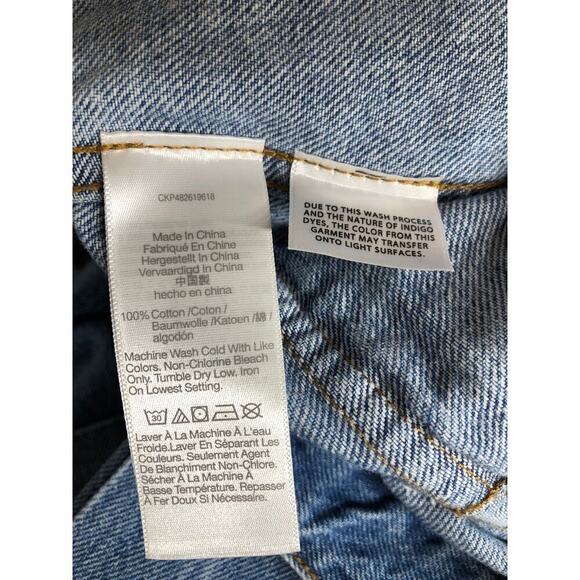 CKP482619618
Made In China
Fabriqué En Chine
Hergestellt In China
Vervaardigd In China
中国製
hecho en china
100% Cotton /Coton /
Baumwolle /Katoen /綿 /
algodón
Machine Wash Cold With Like
Colors. Non-Chlorine Bleach
Only. Tumble Dry Low. Iron
On Lowest Setting.
30
Laver À La Machine À L'eau
Froide.Laver En Séparant Les
Couleurs. Seulement Agent
De Blanchiment Non-Chlore.
Sécher À La Machine À
Basse Température. Repasser
À Fer Doux Si Nécessaire.
DUE TO THIS WASH PROCESS
AND THE NATURE OF INDIGO
DYES, THE COLOR FROM THIS
GARMENT MAY TRANSFER
ONTO LIGHT SURFACES.